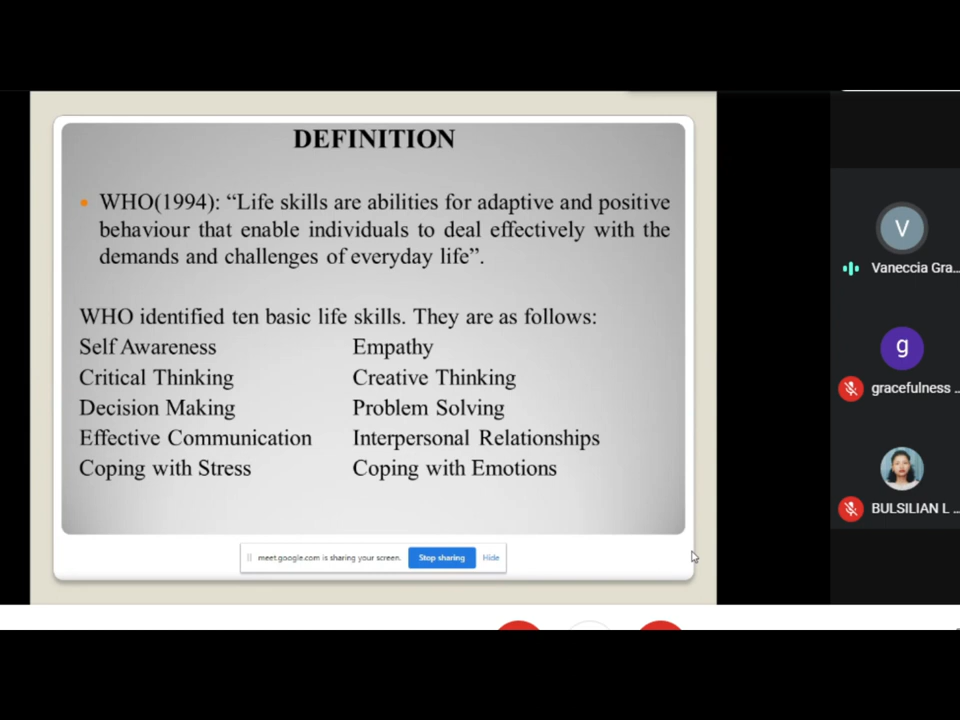 DEFINITION
• WHO(1994): “Life skills are abilities for adaptive and positive
behaviour that enable individuals to deal effectively with the
demands and challenges of everyday life”.
WHO identified ten basic life skills. They are as follows:
Self Awareness Empathy
Critical Thinking Creative Thinking
Decision Making Problem Solving
Effective Communication Interpersonal Relationships
Coping with Stress Coping with Emotions
meet.google.com is sharing your screen. Stop sharing Hide
V
Vaneccia Gra...
g
gracefulness ...
BULSILIAN L ...